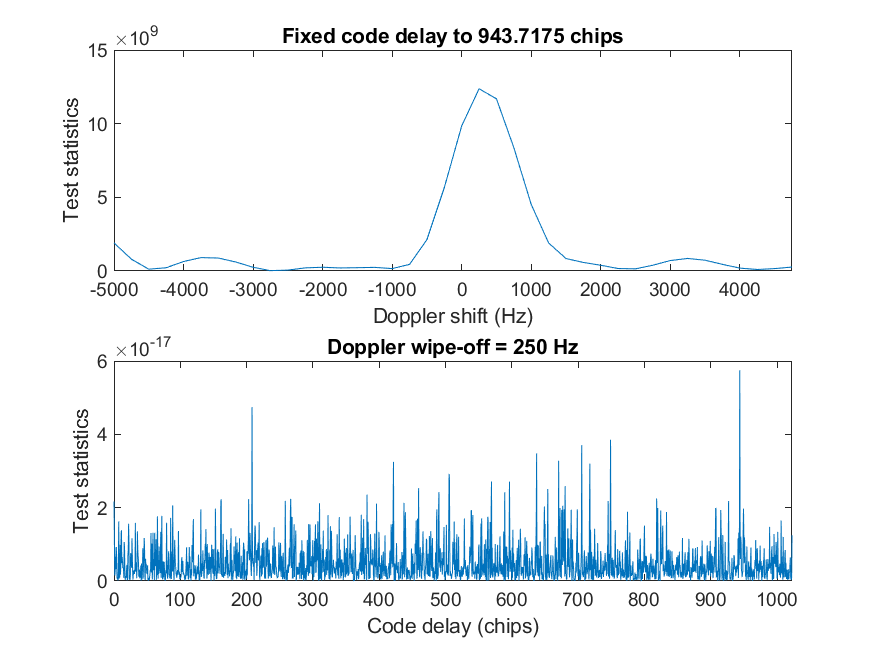 ×10^9
Fixed code delay to 943.7175 chips
15
10
5
0
Test statistics
-5000 -4000 -3000 -2000 -1000 0 1000 2000 3000 4000
Doppler shift (Hz)
×10^-17
Doppler wipe-off = 250 Hz
6
4
2
0
Test statistics
0 100 200 300 400 500 600 700 800 900 1000
Code delay (chips)